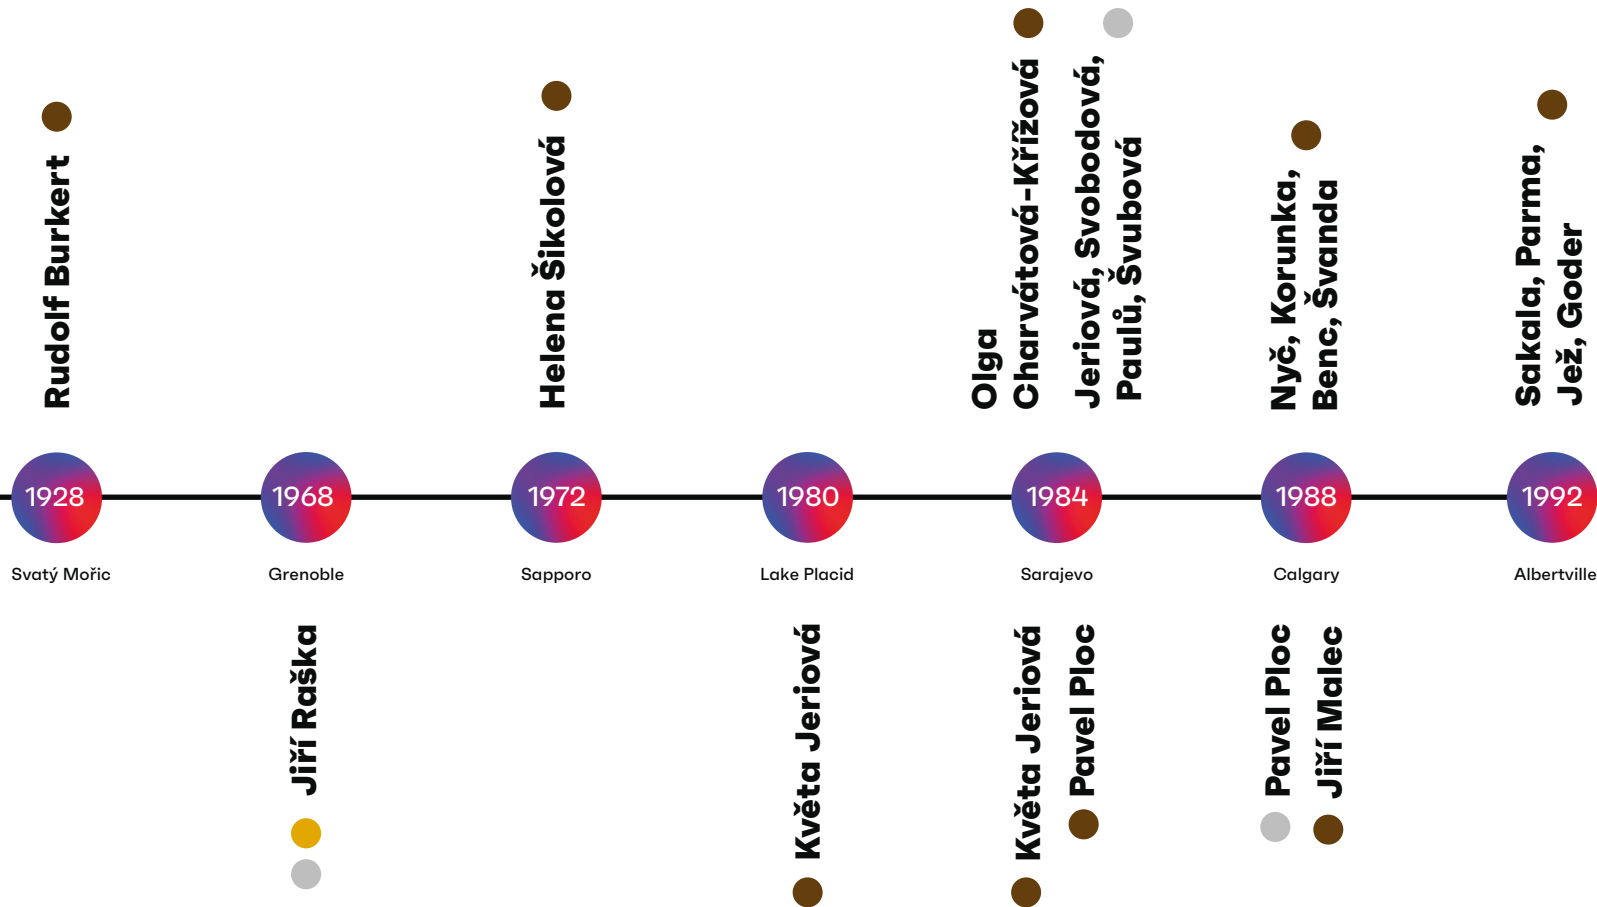 Rudolf Burkert
Helena Šikolová
Olga
Charvátová-Křížová
Jeriová, Svobodová,
Paulů, Švubová
Nyč, Korunka,
Benc, Švanda
Sakala, Parma,
Jež, Goder
1928
1968
1972
1980
1984
1988
1992
Svatý Mořic
Grenoble
Sapporo
Lake Placid
Sarajevo
Calgary
Albertville
Jiří Raška
Květa Jeriová
Květa Jeriová
Pavel Ploc
Pavel Ploc
Jiří Malec